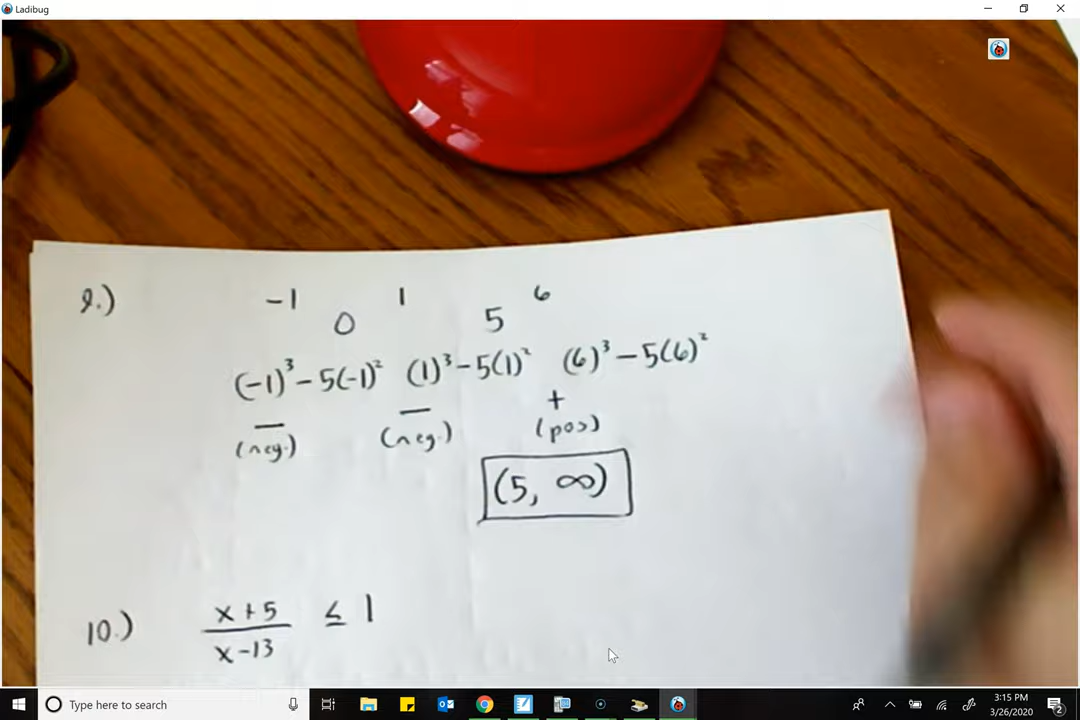 Ladibug
9.) -1 1 6
0 5
(-1)³ - 5(-1)² (1)³ - 5(1)² (6)³ - 5(6)²
- - +
(neg.) (neg.) (pos)
(5, ∞)
10.) x+5 ≤ 1
x-13
Type here to search
3:15 PM
3/26/2020
2